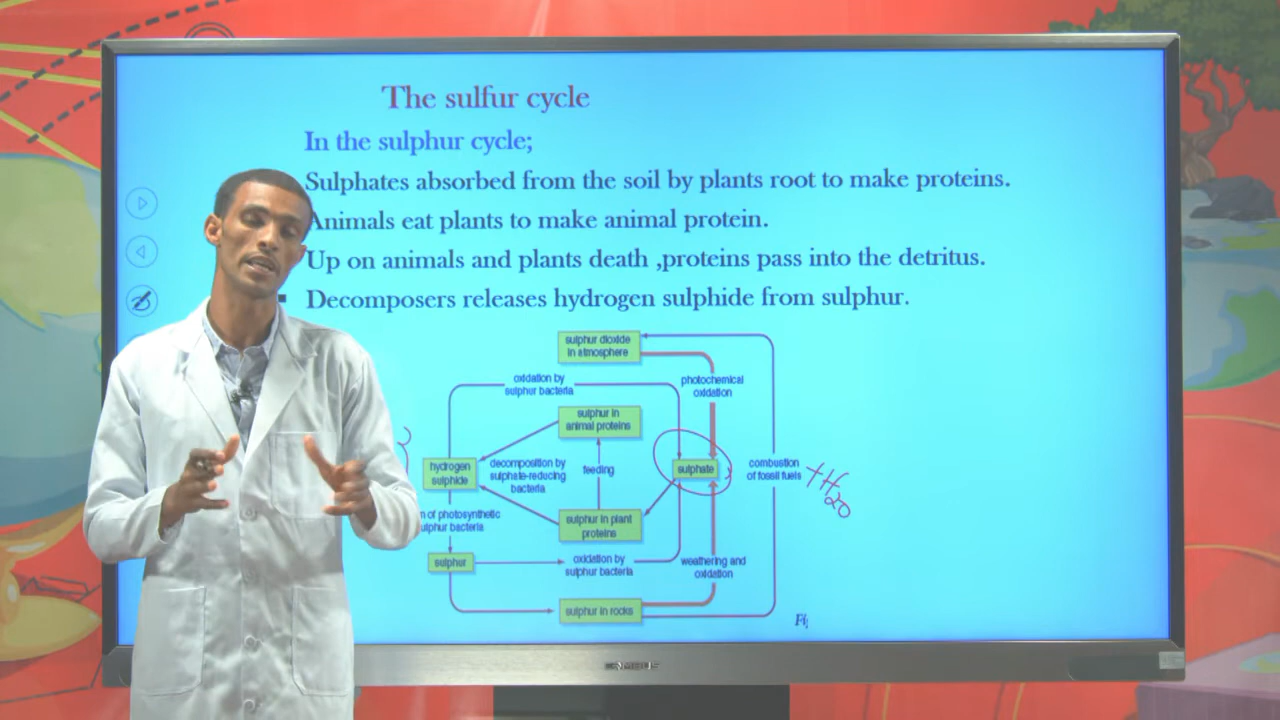 The sulfur cycle
In the sulphur cycle;
Sulphates absorbed from the soil by plants root to make proteins.
Animals eat plants to make animal protein.
Up on animals and plants death ,proteins pass into the detritus.
Decomposers releases hydrogen sulphide from sulphur.
sulphur dioxide
in atmosphere
oxidation by
sulphur bacteria
photochemical
oxidation
sulphur in
animal proteins
hydrogen
sulphide
decomposition by
sulphate-reducing
bacteria
feeding
sulphate
combustion
of fossil fuels
+H2O
of photosynthetic
sulphur bacteria
sulphur in plant
proteins
sulphur
oxidation by
sulphur bacteria
weathering and
oxidation
sulphur in rocks